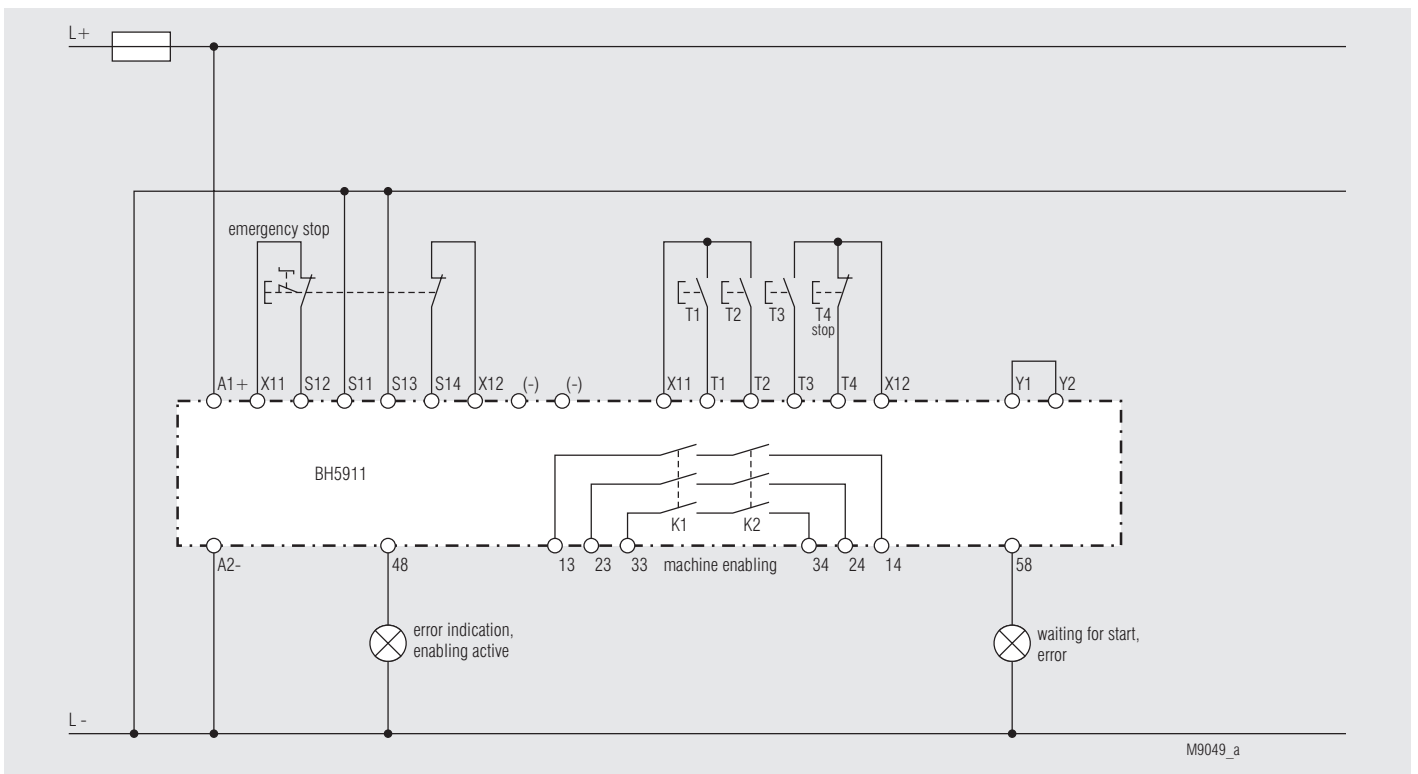 L+
emergency stop
T1 T2 T3 T4
stop
A1+ X11 S12 S11 S13 S14 X12 (-) (-) X11 T1 T2 T3 T4 X12 Y1 Y2
BH5911
K1 K2
A2- 48 13 23 33 machine enabling 34 24 14 58
error indication,
enabling active
waiting for start,
error
L -
M9049_a